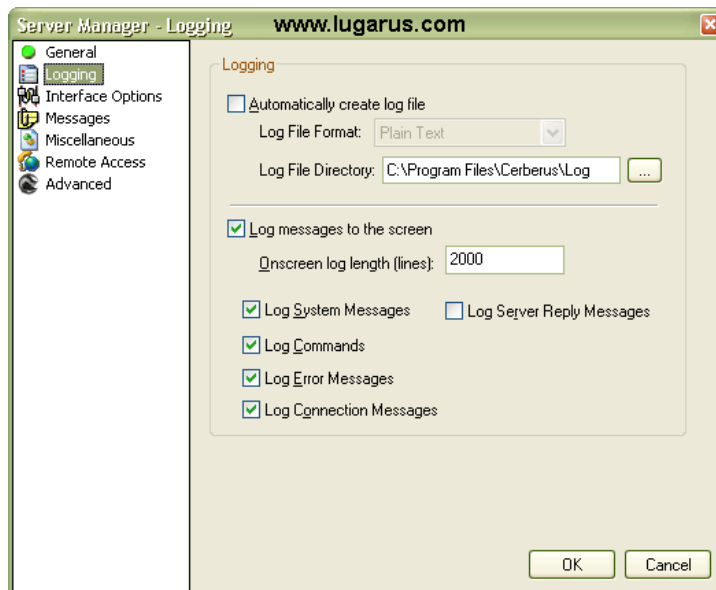 Server Manager - Logging www.lugarus.com
General
Logging
Interface Options
Messages
Miscellaneous
Remote Access
Advanced
Logging
Automatically create log file
Log File Format: Plain Text
Log File Directory: C:\Program Files\Cerberus\Log ...
Log messages to the screen
Onscreen log length (lines): 2000
Log System Messages Log Server Reply Messages
Log Commands
Log Error Messages
Log Connection Messages
OK Cancel